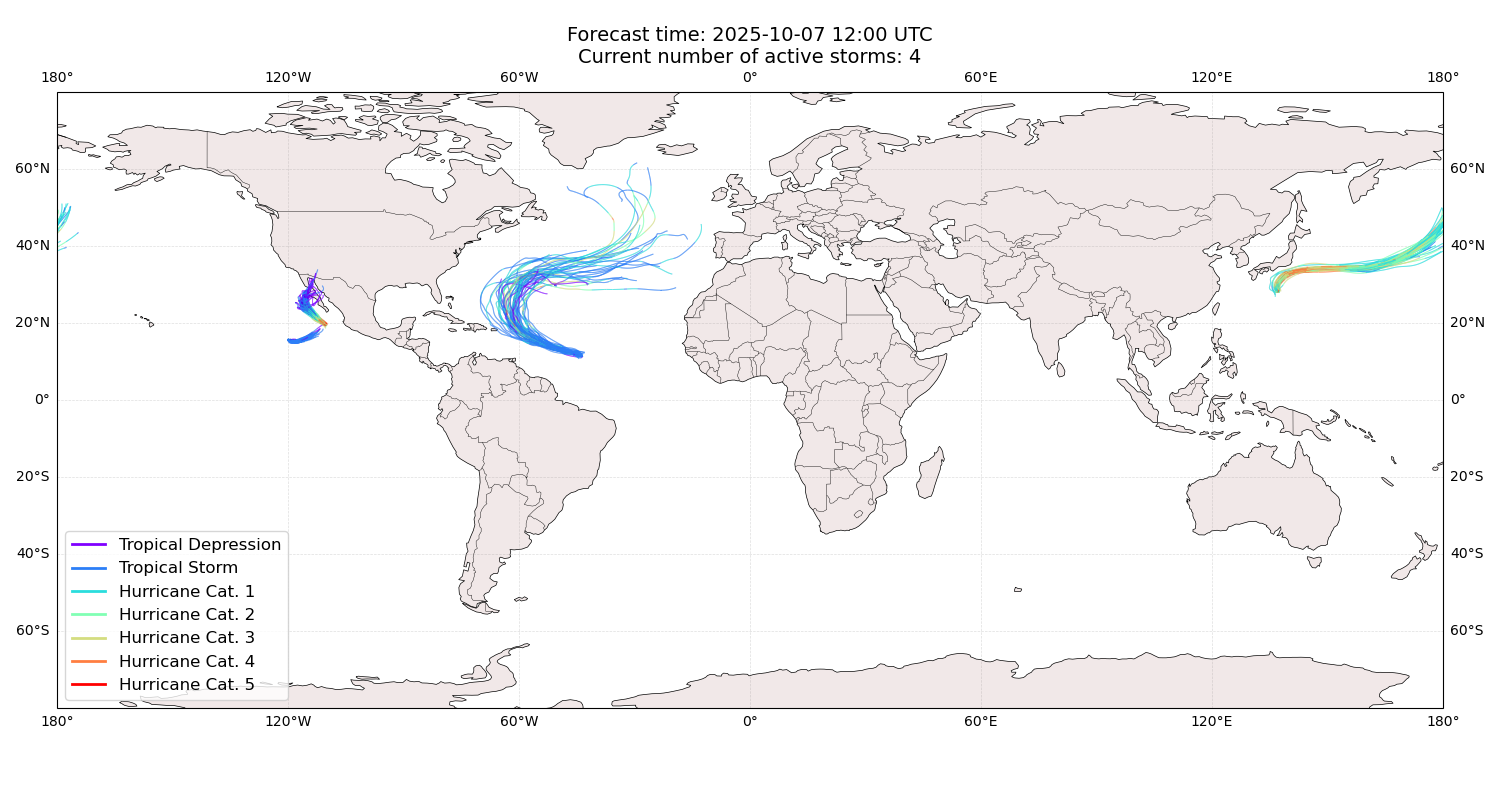 Forecast time: 2025-10-07 12:00 UTC
Current number of active storms: 4
180° 120°W 60°W 0° 60°E 120°E 180°
60°N 60°N
40°N 40°N
20°N 20°N
0° 0°
20°S 20°S
40°S 40°S
60°S 60°S
Tropical Depression
Tropical Storm
Hurricane Cat. 1
Hurricane Cat. 2
Hurricane Cat. 3
Hurricane Cat. 4
Hurricane Cat. 5
180° 120°W 60°W 0° 60°E 120°E 180°